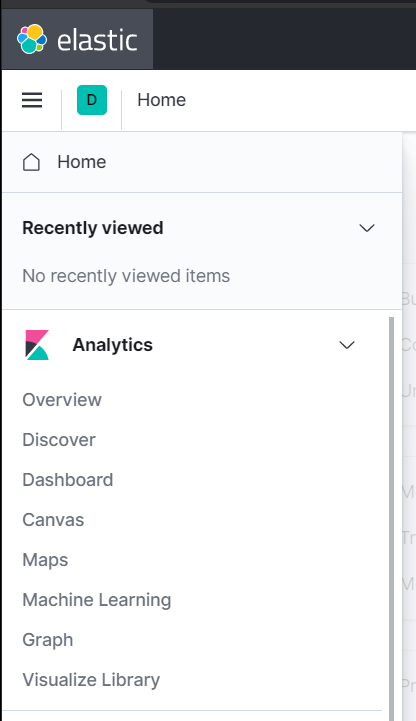 elastic
D Home
Home
Recently viewed
No recently viewed items
Analytics
Overview
Discover
Dashboard
Canvas
Maps
Machine Learning
Graph
Visualize Library